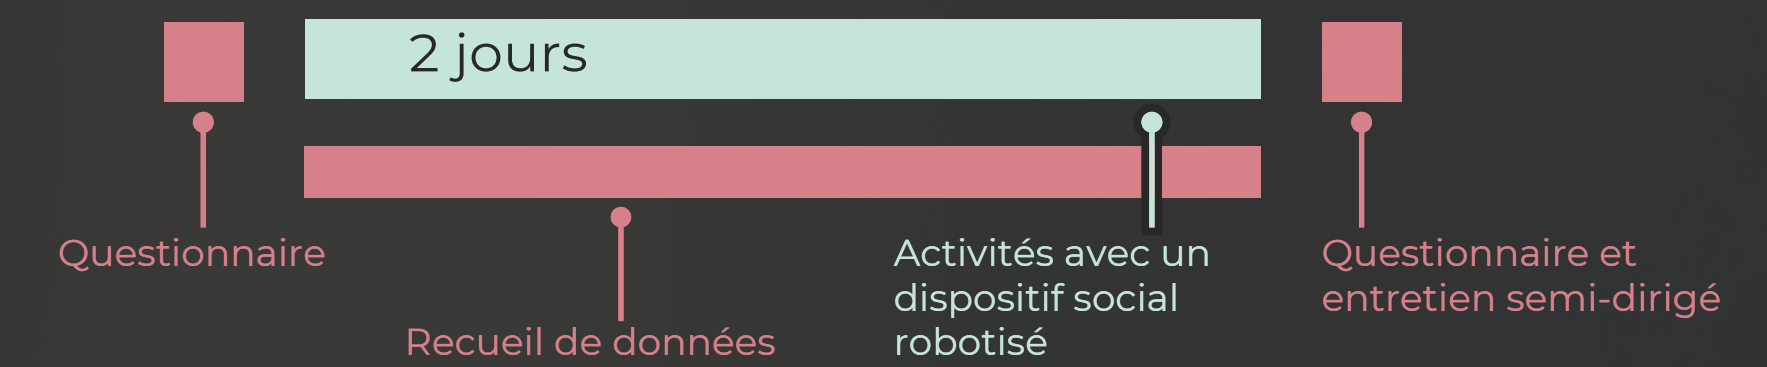 2 jours
Questionnaire
Recueil de données
Activités avec un
dispositif social
robotisé
Questionnaire et
entretien semi-dirigé